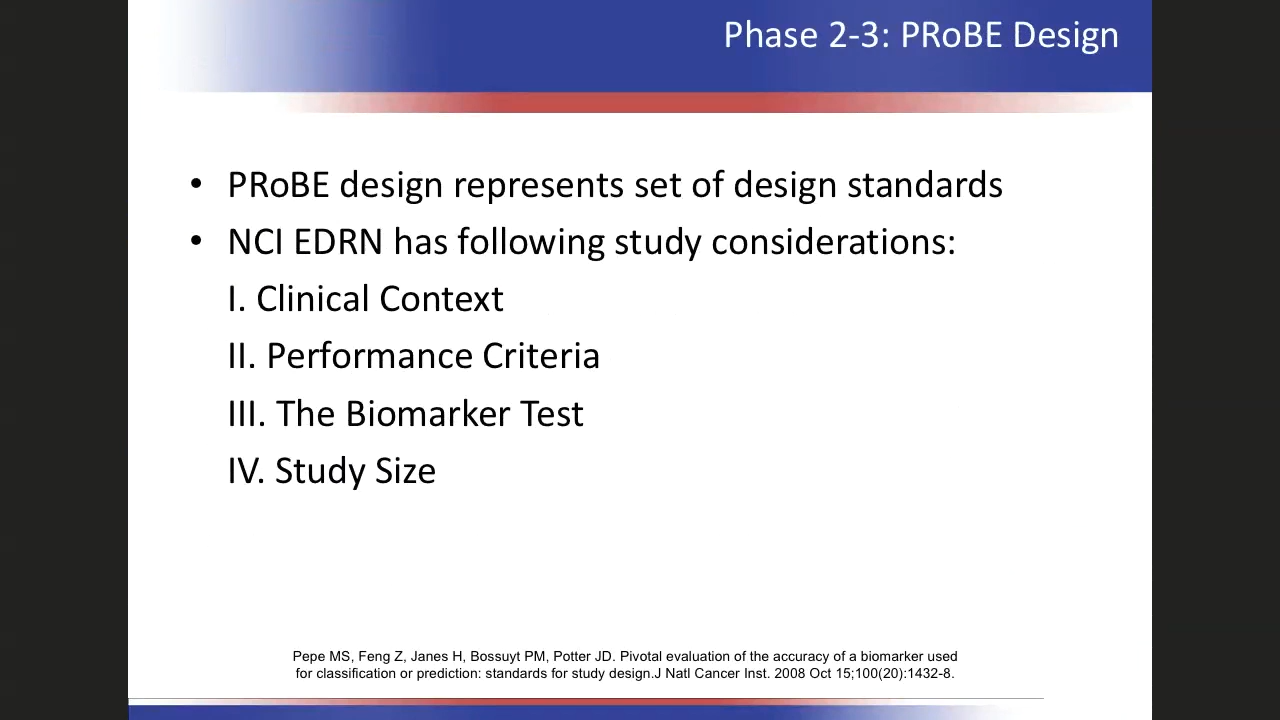 Phase 2-3: PRoBE Design
• PRoBE design represents set of design standards
• NCI EDRN has following study considerations:
I. Clinical Context
II. Performance Criteria
III. The Biomarker Test
IV. Study Size
Pepe MS, Feng Z, Janes H, Bossuyt PM, Potter JD. Pivotal evaluation of the accuracy of a biomarker used
for classification or prediction: standards for study design.J Natl Cancer Inst. 2008 Oct 15;100(20):1432-8.